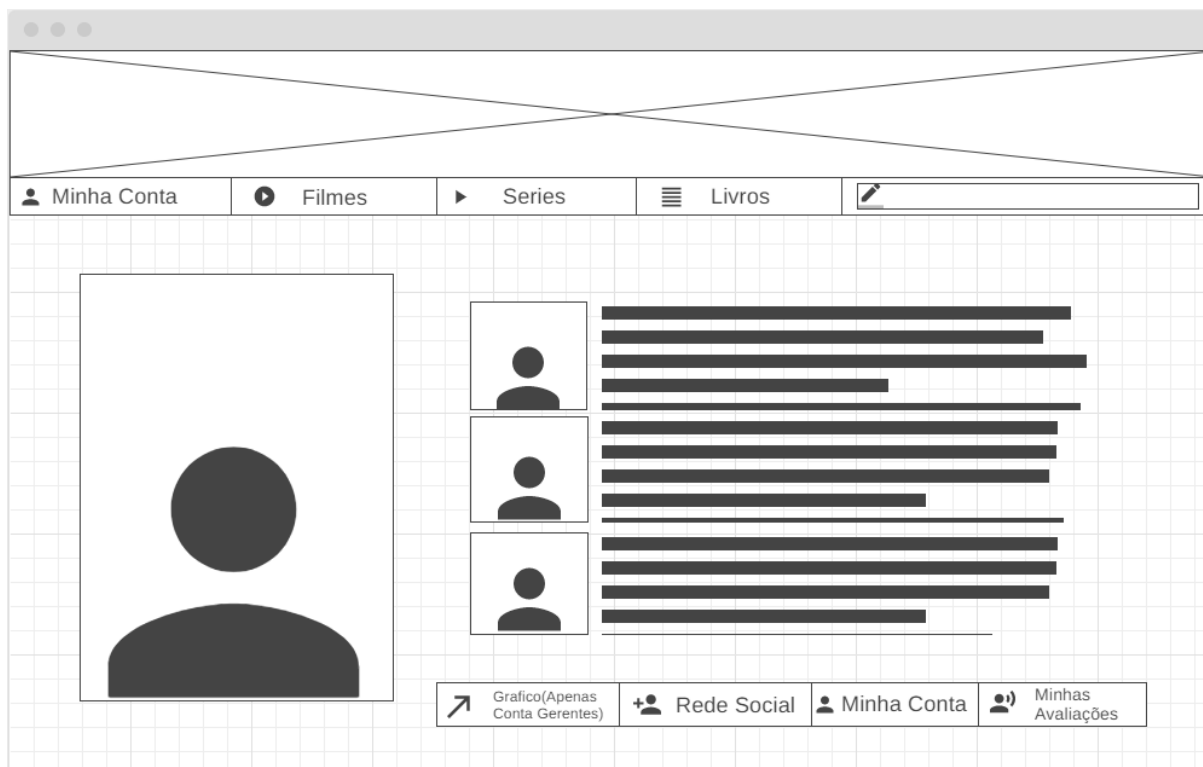 Minha Conta
Filmes
Series
Livros
Grafico(Apenas
Conta Gerentes)
Rede Social
Minha Conta
Minhas
Avaliações